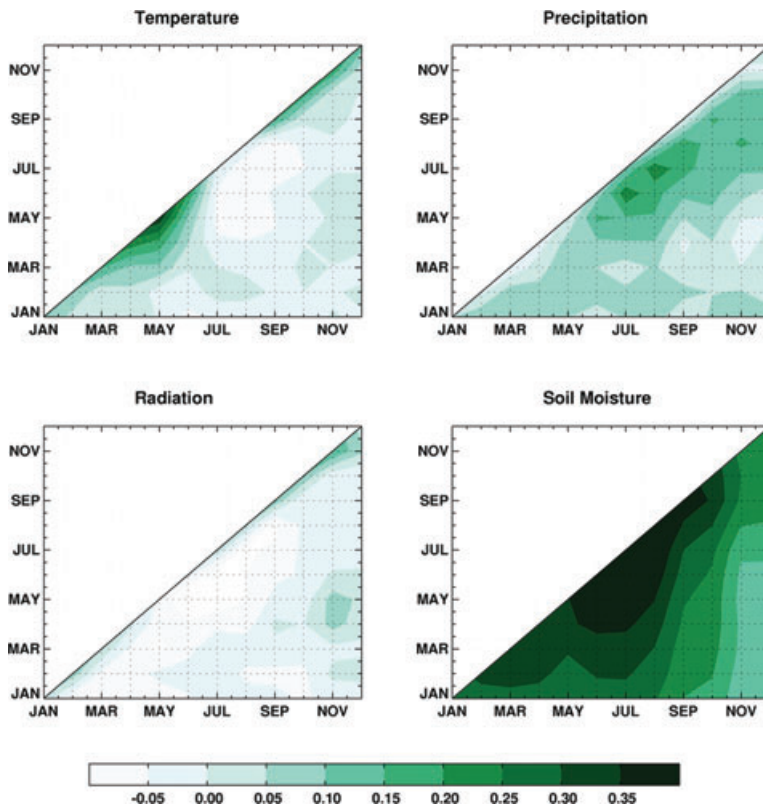 Temperature
Precipitation
NOV
SEP
JUL
MAY
MAR
JAN
JAN MAR MAY JUL SEP NOV
NOV
SEP
JUL
MAY
MAR
JAN
JAN MAR MAY JUL SEP NOV
Radiation
Soil Moisture
NOV
SEP
JUL
MAY
MAR
JAN
JAN MAR MAY JUL SEP NOV
NOV
SEP
JUL
MAY
MAR
JAN
JAN MAR MAY JUL SEP NOV
-0.05 0.00 0.05 0.10 0.15 0.20 0.25 0.30 0.35